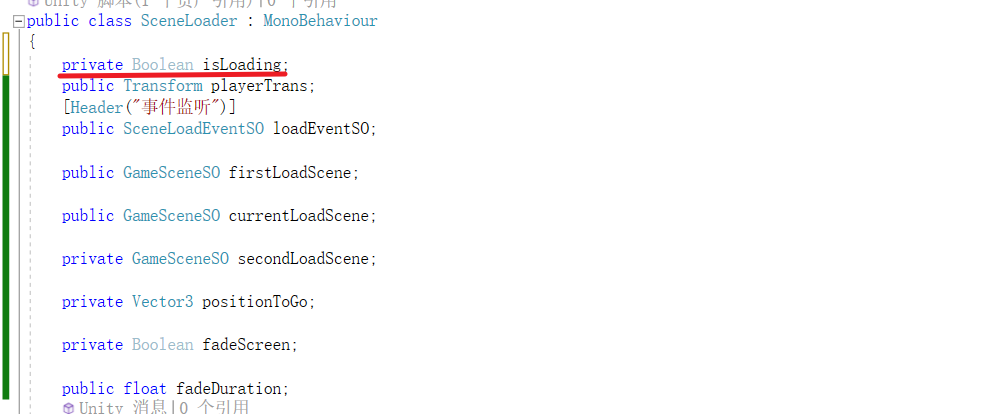 Unity 脚本(1 个资产引用)|0 个引用
public class SceneLoader : MonoBehaviour
{
private Boolean isLoading;
public Transform playerTrans;
[Header("事件监听")]
public SceneLoadEventSO loadEventSO;
public GameSceneSO firstLoadScene;
public GameSceneSO currentLoadScene;
private GameSceneSO secondLoadScene;
private Vector3 positionToGo;
private Boolean fadeScreen;
public float fadeDuration;
Unity 消息|0 个引用